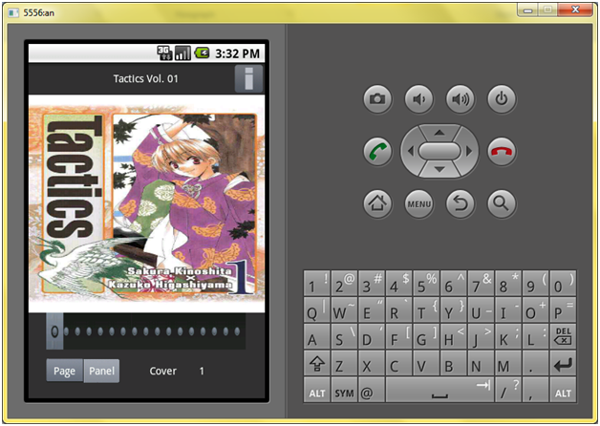 5556:an
3G
3:32 PM
Tactics Vol. 01
i
Tactics
Sakura Kinoshita
×
Kazuko Higashiyama
1
0
Page Panel Cover 1
MENU
1 ! 2 @ 3 # 4 $ 5 % 6 ^ 7 & 8 * 9 ( 0 )
Q | W ~ E “ R ` T { Y } U _ I - O + P =
A S \ D ' F [ G ] H < J > K ; L : DEL
Z X C V B N M .
ALT SYM @ / ? , ALT